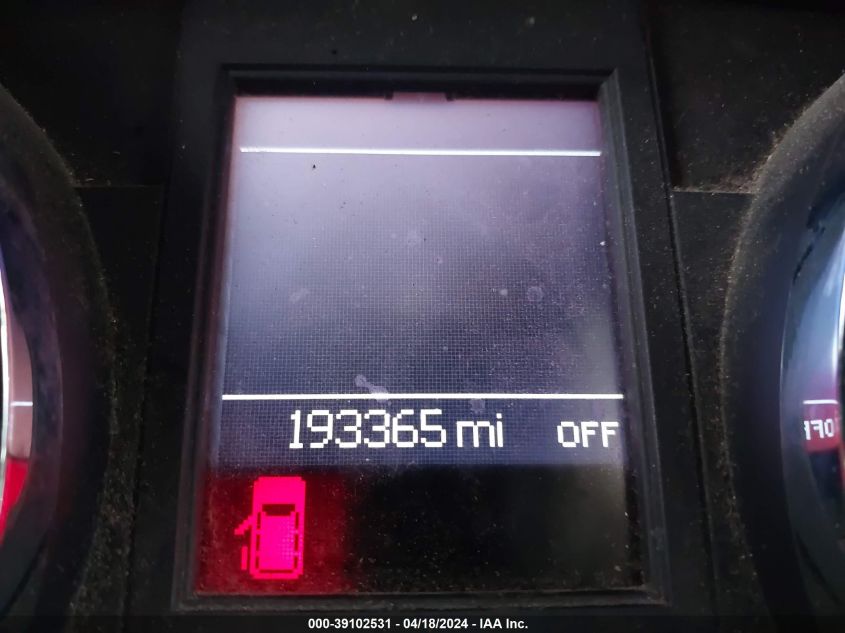 193365 mi OFF
000-39102531 - 04/18/2024 - IAA Inc.